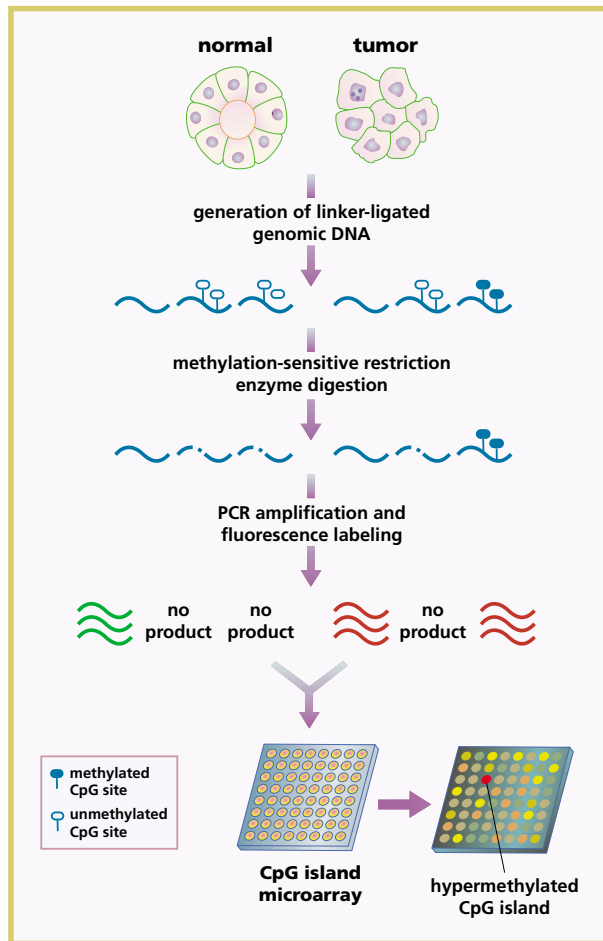 normal
tumor
generation of linker-ligated
genomic DNA
methylation-sensitive restriction
enzyme digestion
PCR amplification and
fluorescence labeling
no
product
no
product
no
product
methylated
CpG site
unmethylated
CpG site
CpG island
microarray
hypermethylated
CpG island